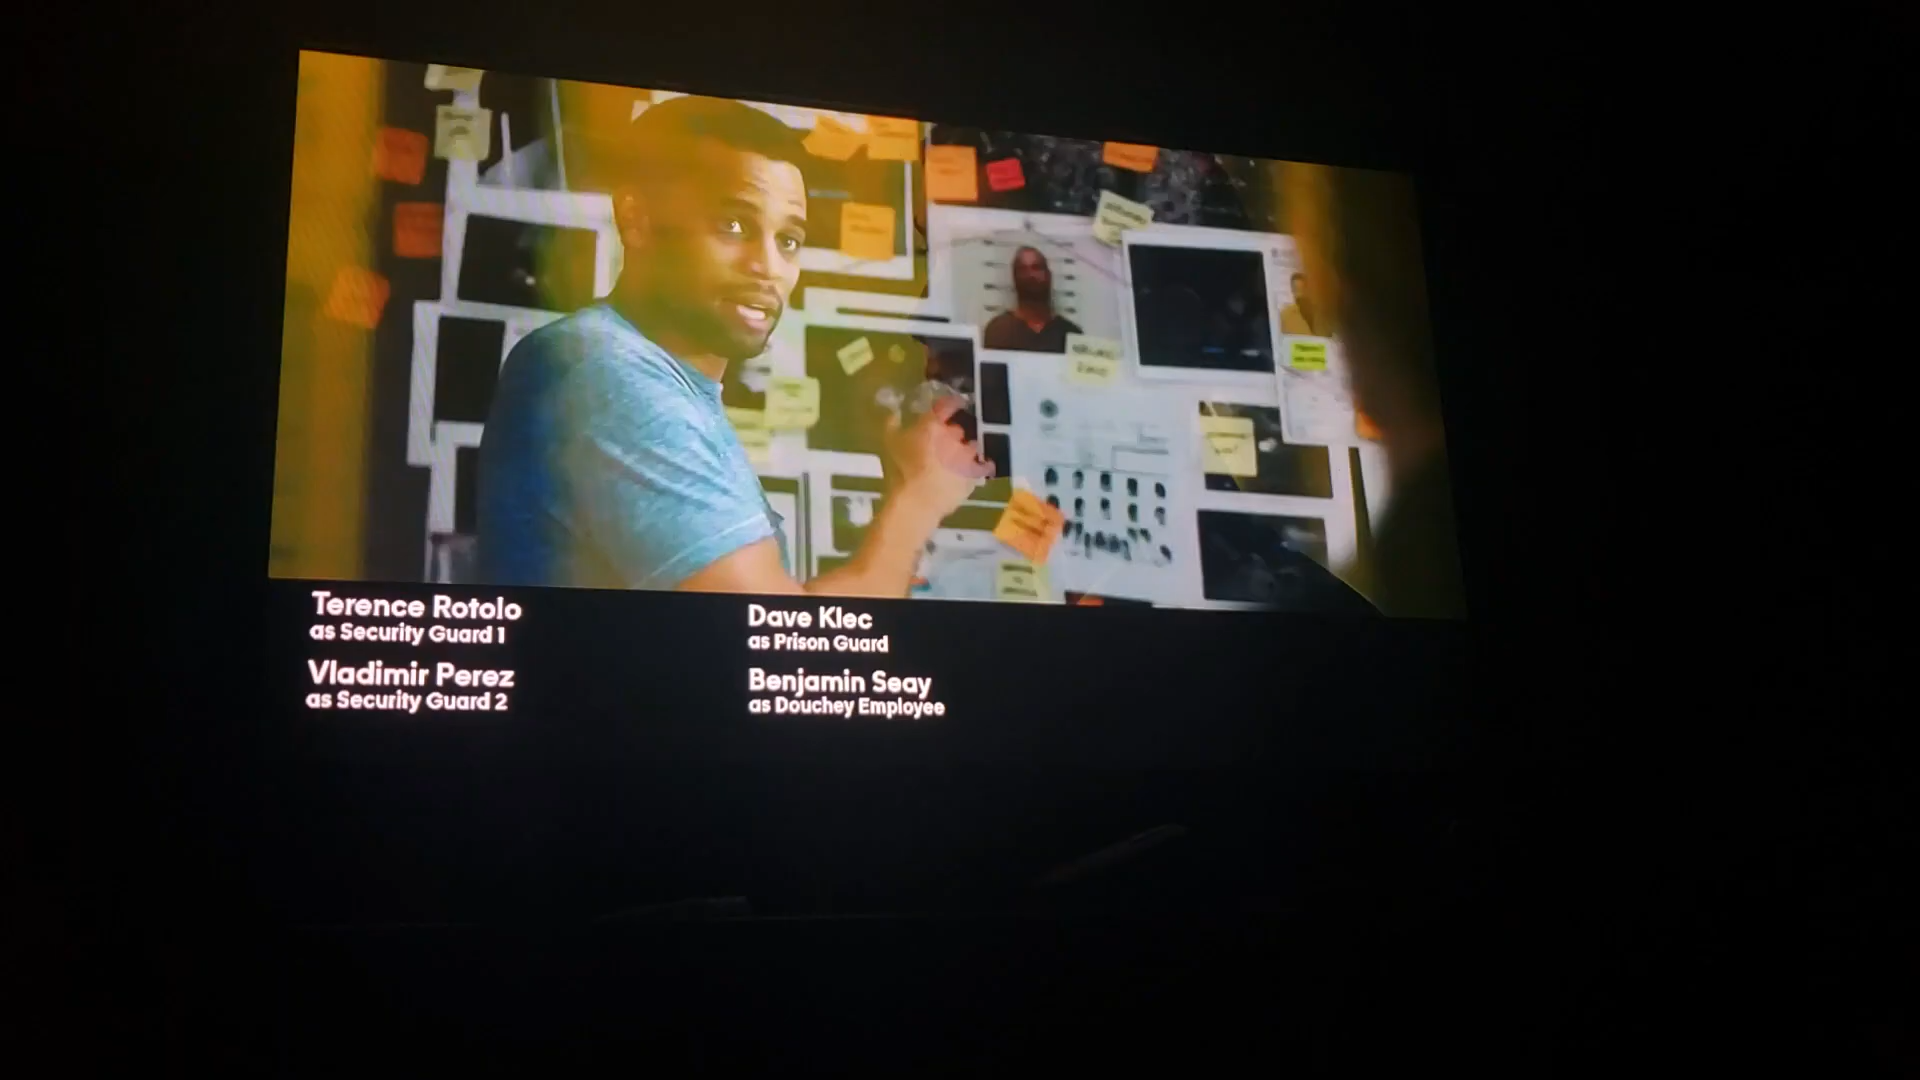 Terence Rotolo
as Security Guard 1
Vladimir Perez
as Security Guard 2
Dave Klec
as Prison Guard
Benjamin Seay
as Douchey Employee